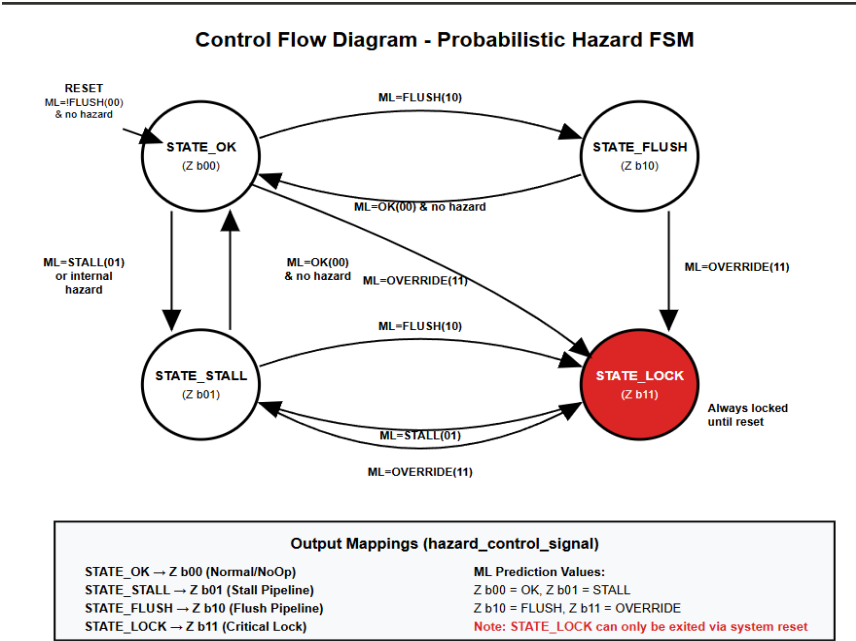 Control Flow Diagram - Probabilistic Hazard FSM
RESET
ML=!FLUSH(00)
& no hazard
ML=FLUSH(10)
STATE_OK
(Z b00)
STATE_FLUSH
(Z b10)
ML=OK(00) & no hazard
ML=STALL(01)
or internal
hazard
ML=OK(00)
& no hazard
ML=OVERRIDE(11)
ML=OVERRIDE(11)
ML=FLUSH(10)
STATE_STALL
(Z b01)
STATE_LOCK
(Z b11)
Always locked
until reset
ML=STALL(01)
ML=OVERRIDE(11)
Output Mappings (hazard_control_signal)
STATE_OK → Z b00 (Normal/NoOp)
STATE_STALL → Z b01 (Stall Pipeline)
STATE_FLUSH → Z b10 (Flush Pipeline)
STATE_LOCK → Z b11 (Critical Lock)
ML Prediction Values:
Z b00 = OK, Z b01 = STALL
Z b10 = FLUSH, Z b11 = OVERRIDE
Note: STATE_LOCK can only be exited via system reset